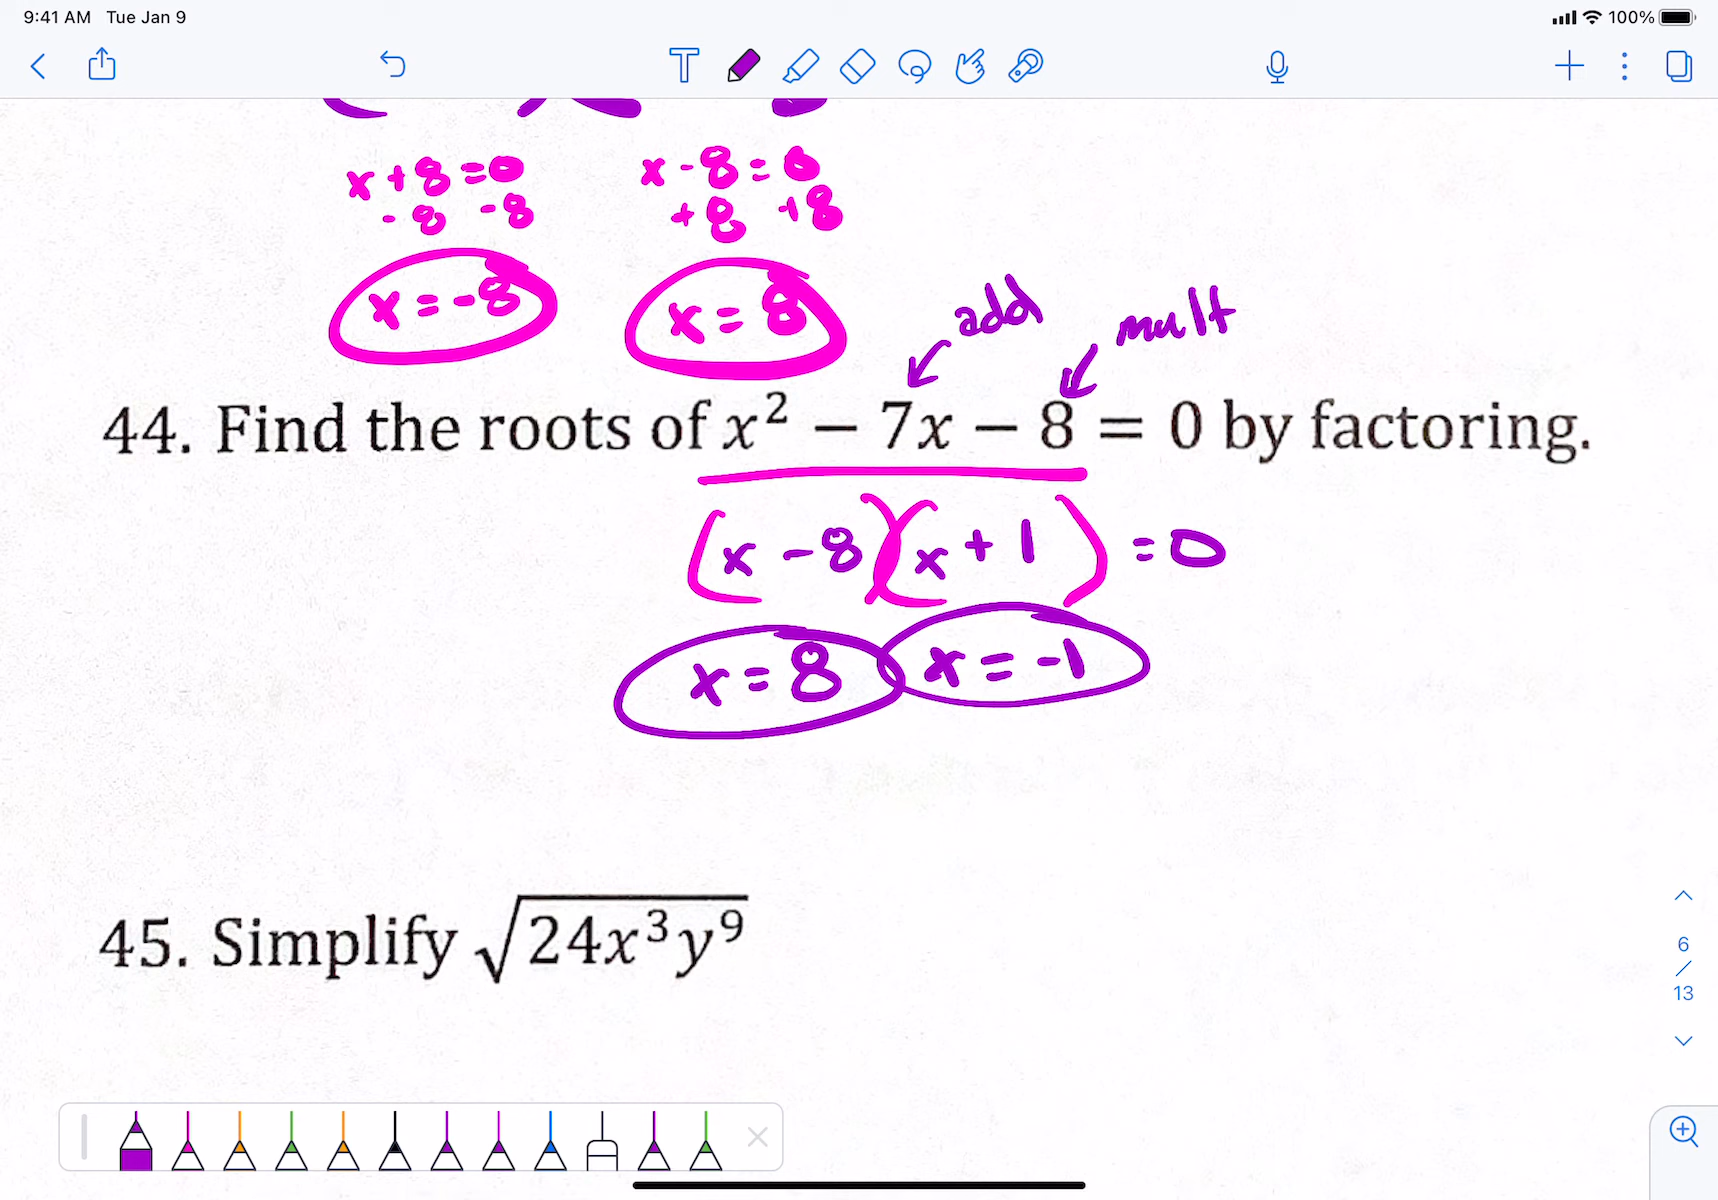 9:41 AM Tue Jan 9
100%
x+8=0 x-8=0
-8 -8 +8 +8
x=-8 x=8
add
mult
44. Find the roots of x² − 7x − 8 = 0 by factoring.
(x-8)(x+1)=0
x=8 x=-1
45. Simplify √24x³y⁹
6
/
13